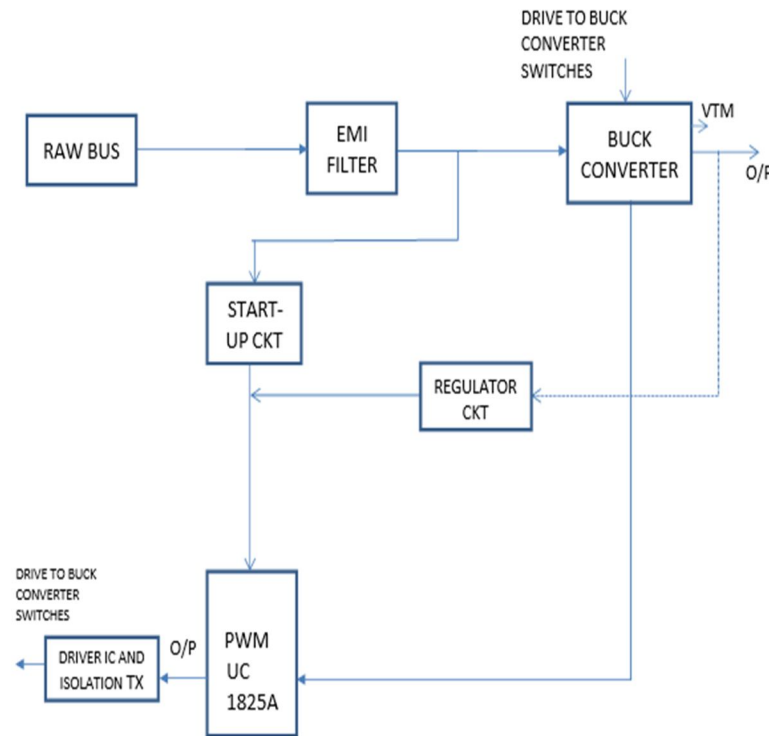 DRIVE TO BUCK
CONVERTER
SWITCHES
RAW BUS
EMI
FILTER
BUCK
CONVERTER
VTM
O/P
START-
UP CKT
REGULATOR
CKT
DRIVE TO BUCK
CONVERTER
SWITCHES
DRIVER IC AND
ISOLATION TX
O/P
PWM
UC
1825A